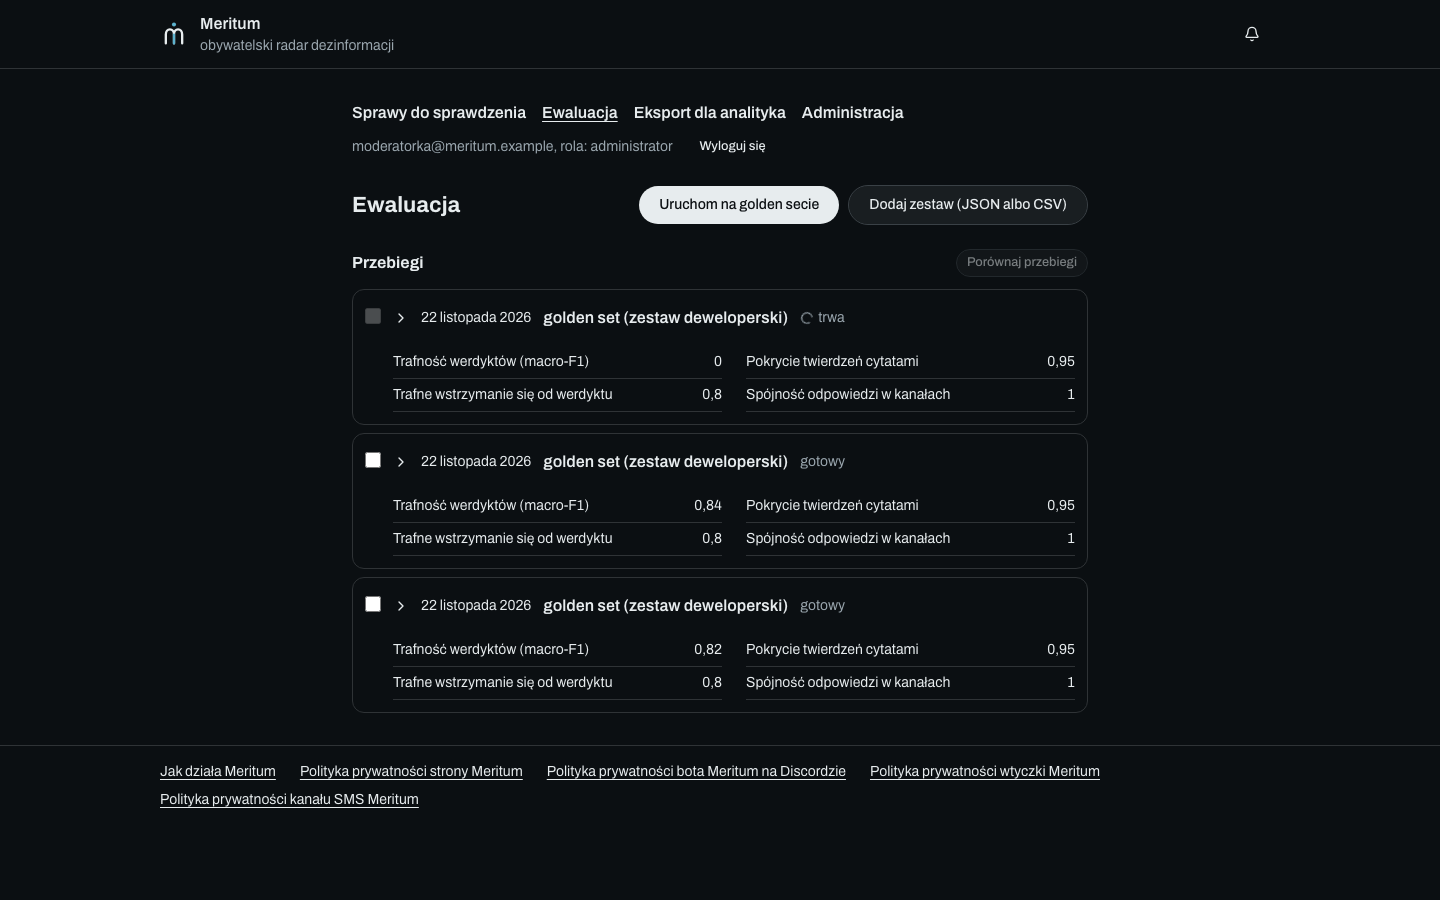 Meritum
obywatelski radar dezinformacji
Sprawy do sprawdzenia Ewaluacja Eksport dla analityka Administracja
moderatorka@meritum.example, rola: administrator Wyloguj się
Ewaluacja Uruchom na golden secie Dodaj zestaw (JSON albo CSV)
Przebiegi Porównaj przebiegi
22 listopada 2026 golden set (zestaw deweloperski) trwa
Trafność werdyktów (macro-F1) 0 Pokrycie twierdzeń cytatami 0,95
Trafne wstrzymanie się od werdyktu 0,8 Spójność odpowiedzi w kanałach 1
22 listopada 2026 golden set (zestaw deweloperski) gotowy
Trafność werdyktów (macro-F1) 0,84 Pokrycie twierdzeń cytatami 0,95
Trafne wstrzymanie się od werdyktu 0,8 Spójność odpowiedzi w kanałach 1
22 listopada 2026 golden set (zestaw deweloperski) gotowy
Trafność werdyktów (macro-F1) 0,82 Pokrycie twierdzeń cytatami 0,95
Trafne wstrzymanie się od werdyktu 0,8 Spójność odpowiedzi w kanałach 1
Jak działa Meritum Polityka prywatności strony Meritum Polityka prywatności bota Meritum na Discordzie Polityka prywatności wtyczki Meritum
Polityka prywatności kanału SMS Meritum